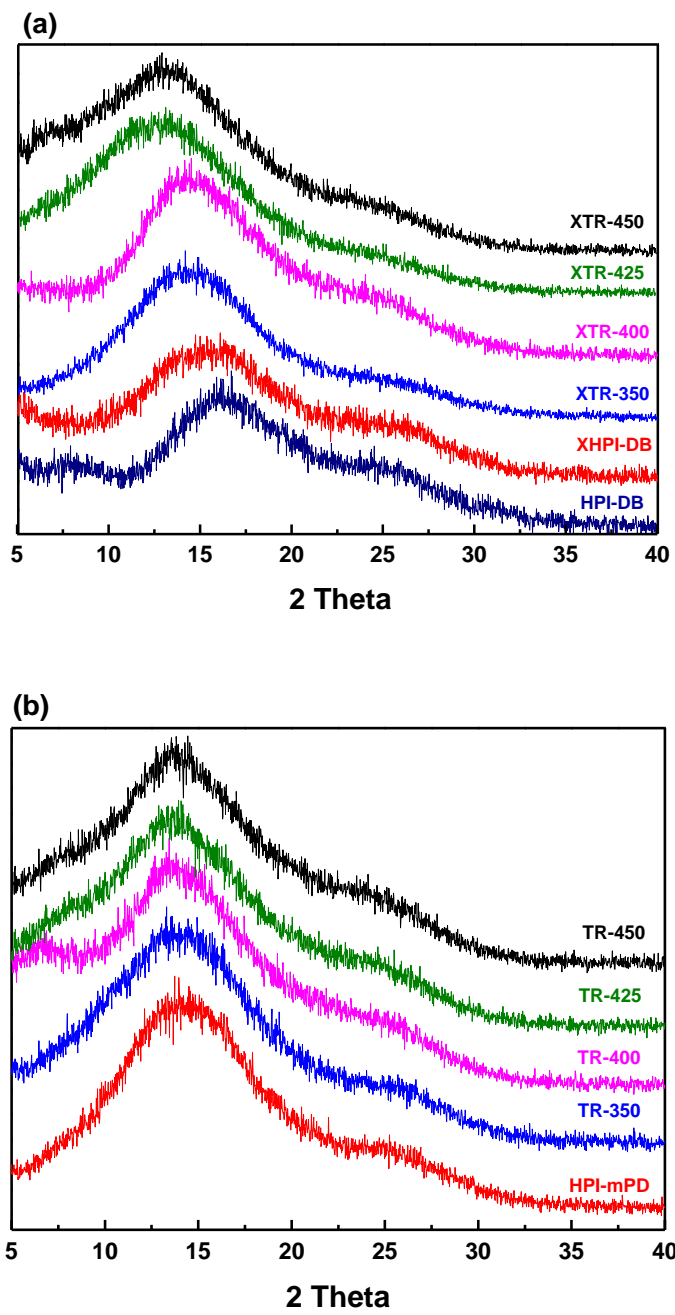 (a)
XTR-450
XTR-425
XTR-400
XTR-350
XHPI-DB
HPI-DB
5 10 15 20 25 30 35 40
2 Theta
(b)
TR-450
TR-425
TR-400
TR-350
HPI-mPD
5 10 15 20 25 30 35 40
2 Theta